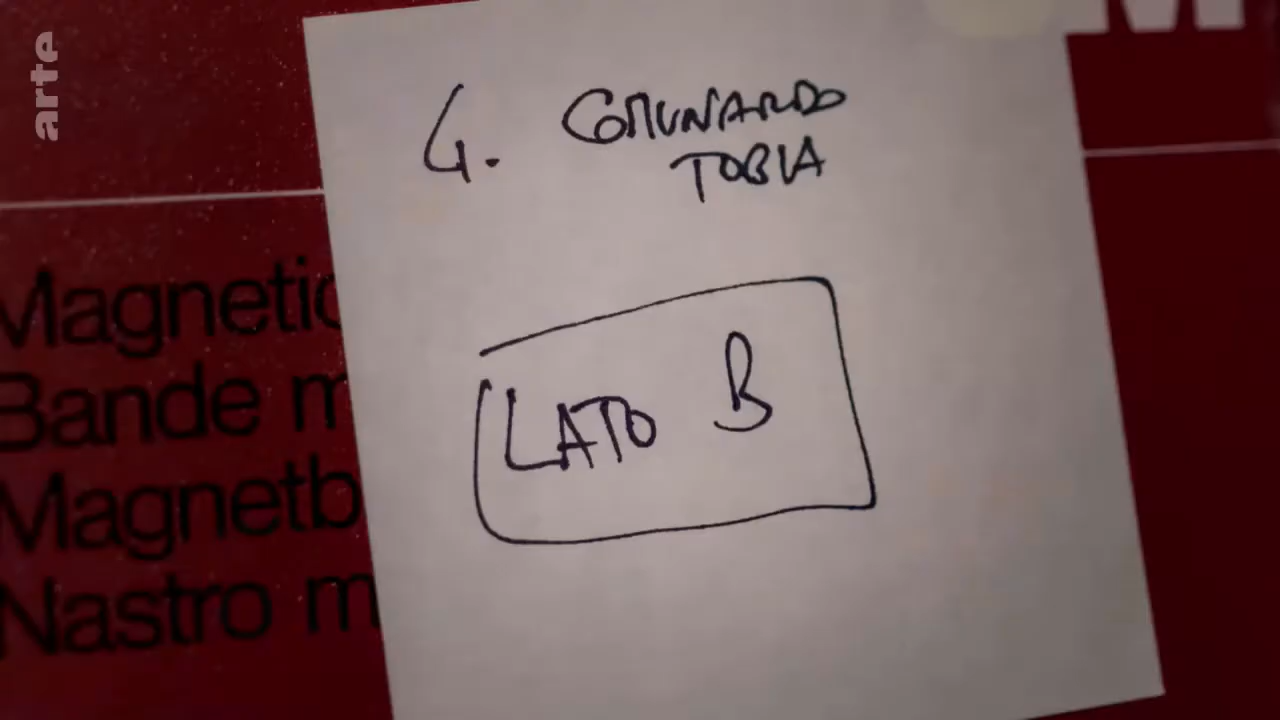 arte
M
4. COMUNARDO
TOBIA
LATO B
Magnetic
Bande m
Magnetb
Nastro m